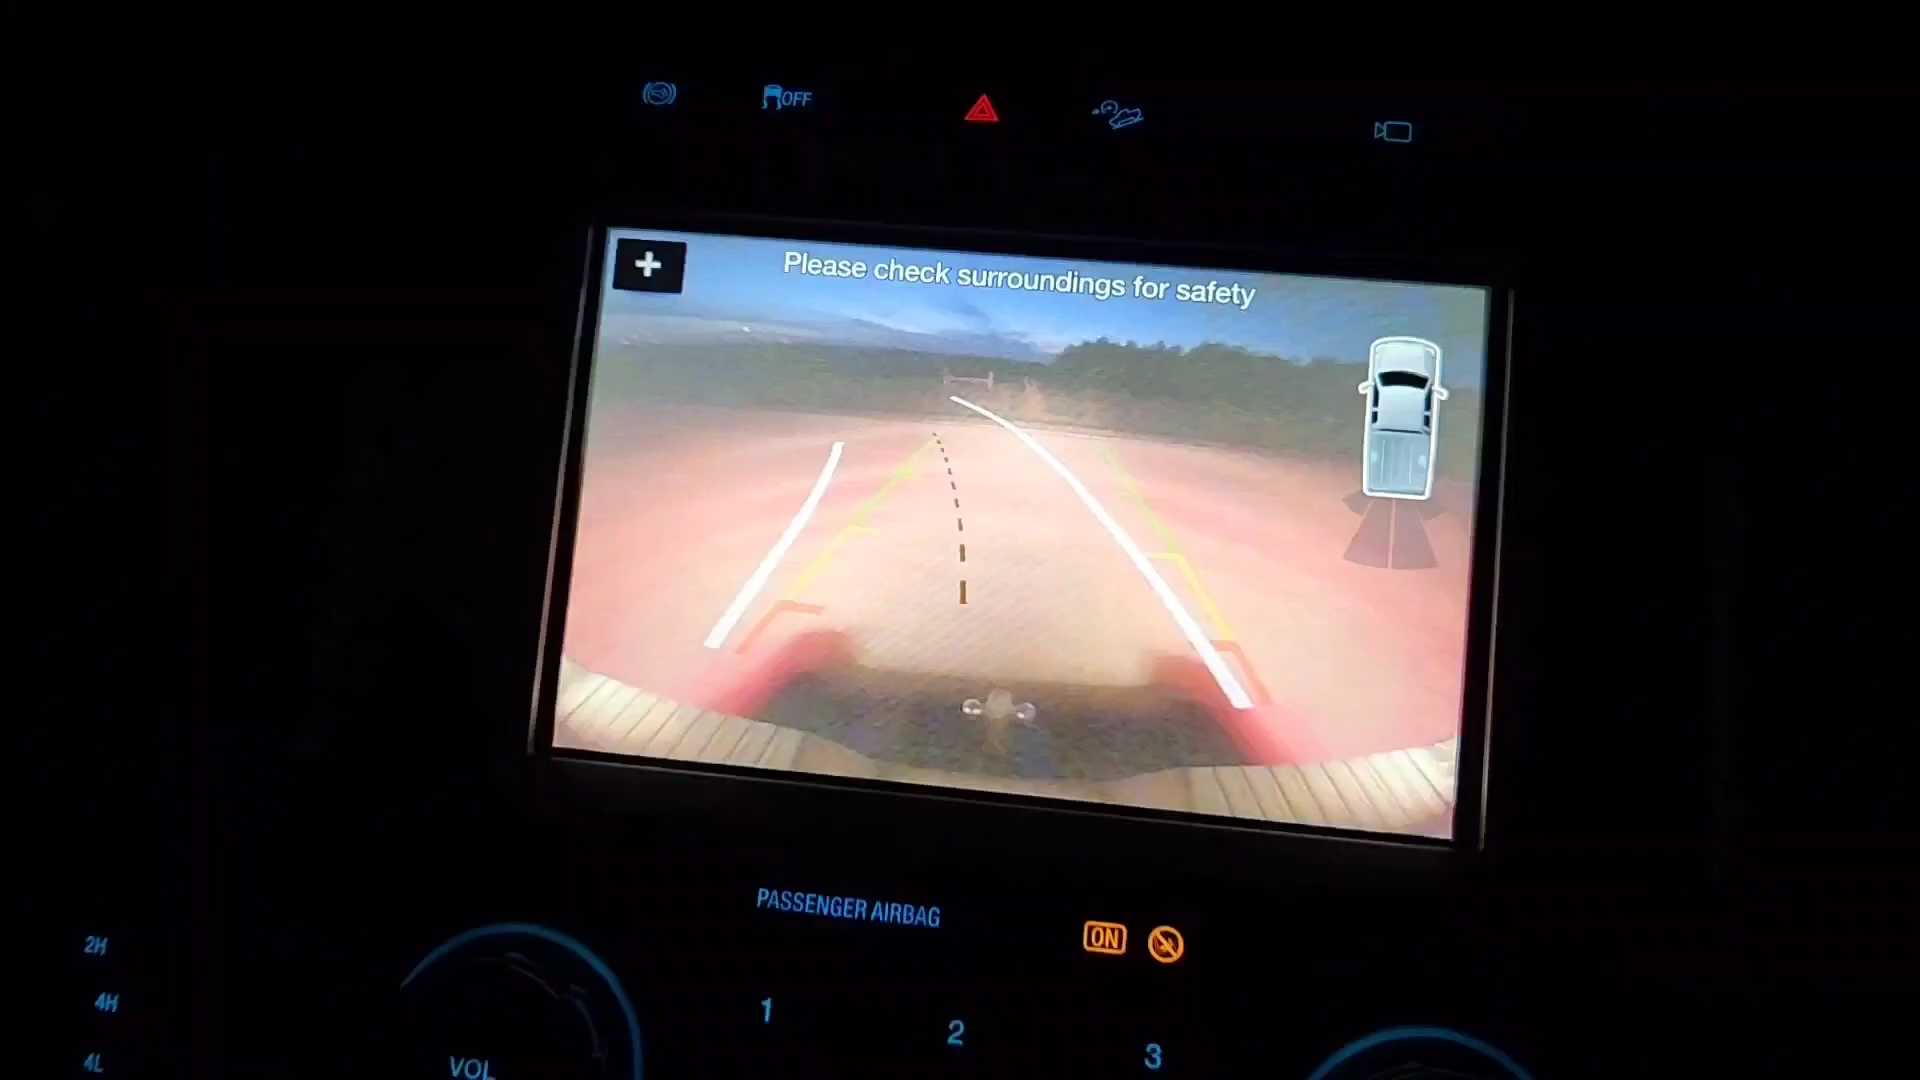 OFF
+
Please check surroundings for safety
PASSENGER AIRBAG
ON
2H
4H
4L
VOL
1
2
3